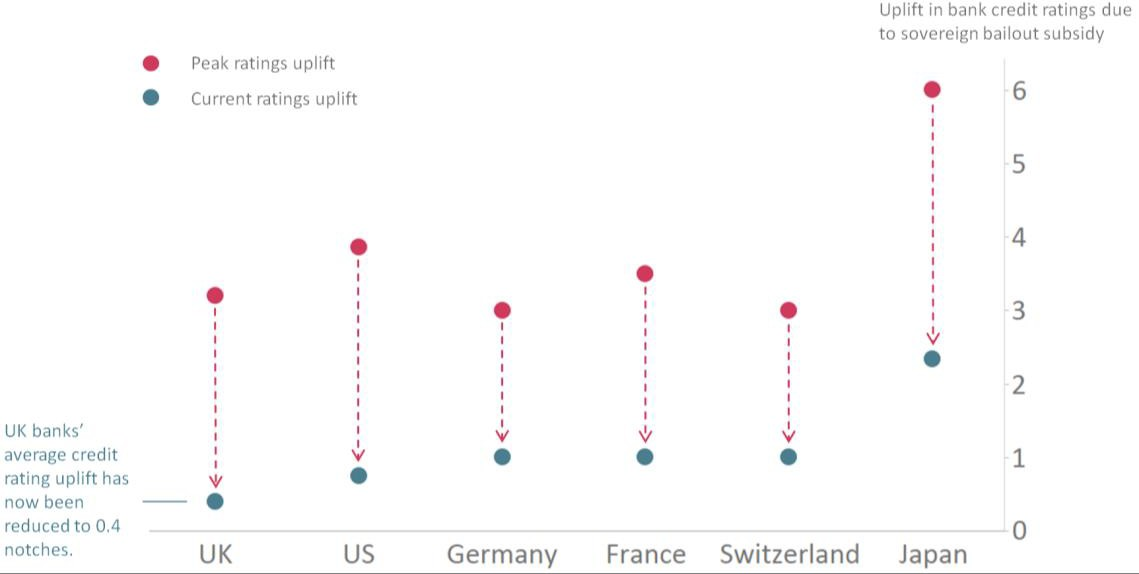 Uplift in bank credit ratings due
to sovereign bailout subsidy
Peak ratings uplift
Current ratings uplift
6
5
4
3
2
1
0
UK banks'
average credit
rating uplift has
now been
reduced to 0.4
notches.
UK US Germany France Switzerland Japan